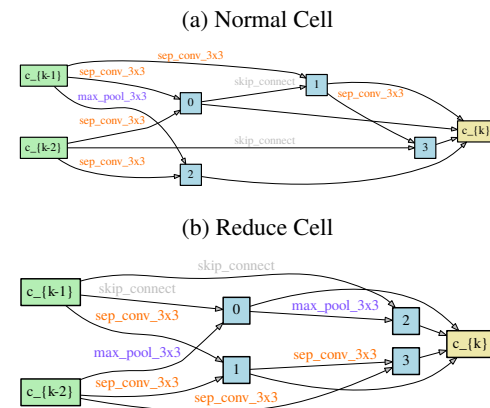 (a) Normal Cell
sep_conv_3x3
c_{k-1}
sep_conv_3x3
skip_connect
1
max_pool_3x3
0
sep_conv_3x3
sep_conv_3x3
c_{k}
c_{k-2}
skip_connect
3
sep_conv_3x3
2
(b) Reduce Cell
skip_connect
c_{k-1}
skip_connect
0
max_pool_3x3
2
sep_conv_3x3
c_{k}
max_pool_3x3
sep_conv_3x3
3
1
c_{k-2}
sep_conv_3x3
sep_conv_3x3